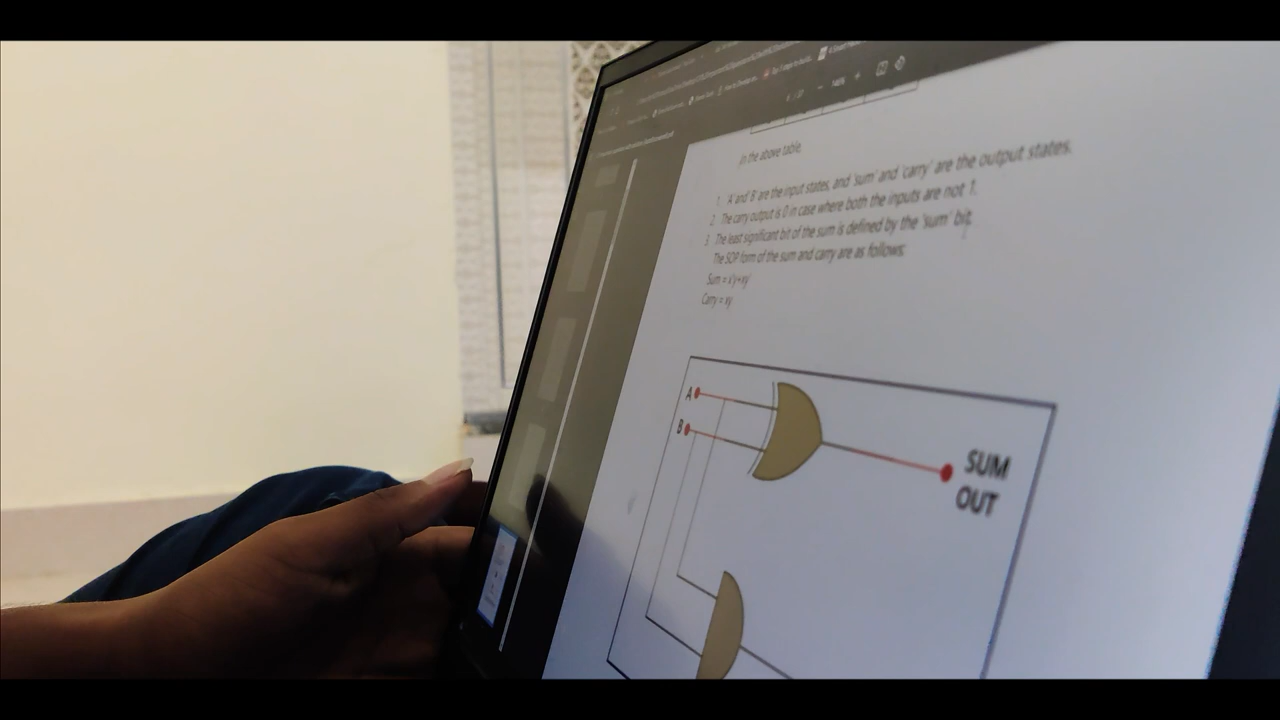 In the above table,
1. 'A' and 'B' are the input states, and 'sum' and 'carry' are the output states.
2. The carry output is 0 in case where both the inputs are not 1.
3. The least significant bit of the sum is defined by the 'sum' bit.
The SOP form of the sum and carry are as follows:
Sum = x'y+xy'
Carry = xy
A
B
SUM
OUT